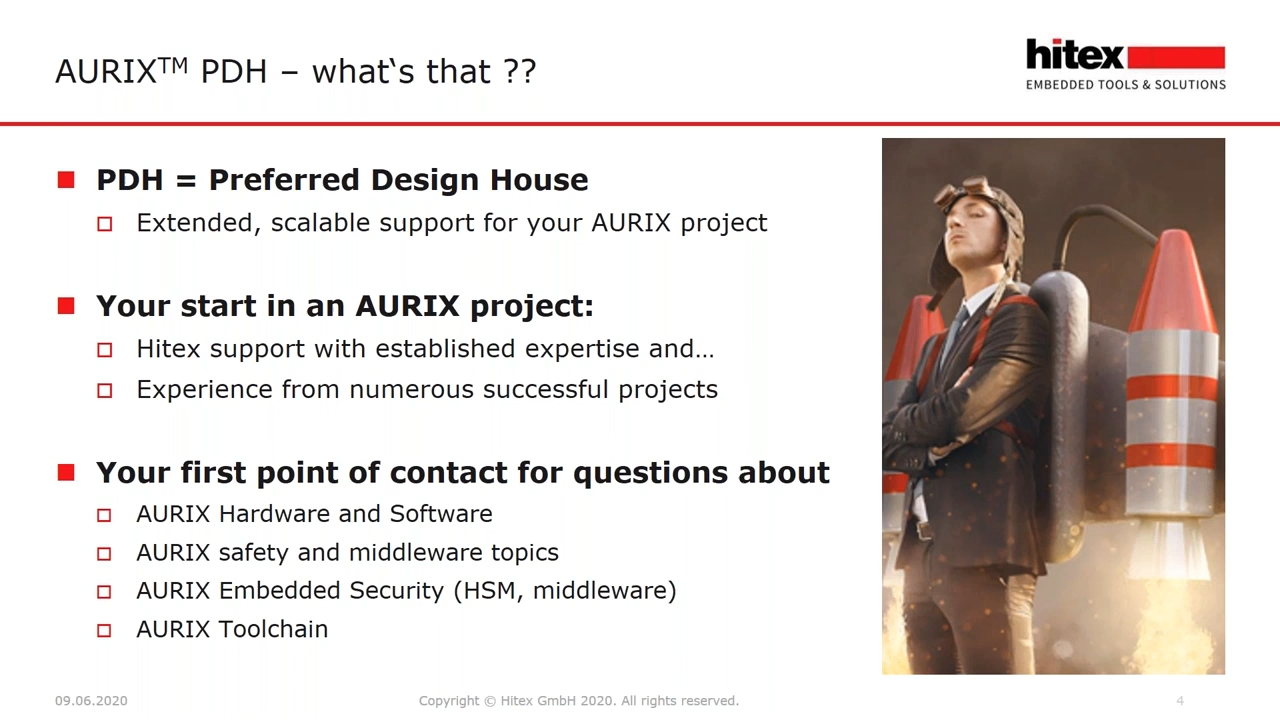 AURIX™ PDH – what‘s that ??
hitex
EMBEDDED TOOLS & SOLUTIONS
PDH = Preferred Design House
Extended, scalable support for your AURIX project
Your start in an AURIX project:
Hitex support with established expertise and…
Experience from numerous successful projects
Your first point of contact for questions about
AURIX Hardware and Software
AURIX safety and middleware topics
AURIX Embedded Security (HSM, middleware)
AURIX Toolchain
09.06.2020
Copyright © Hitex GmbH 2020. All rights reserved.
4